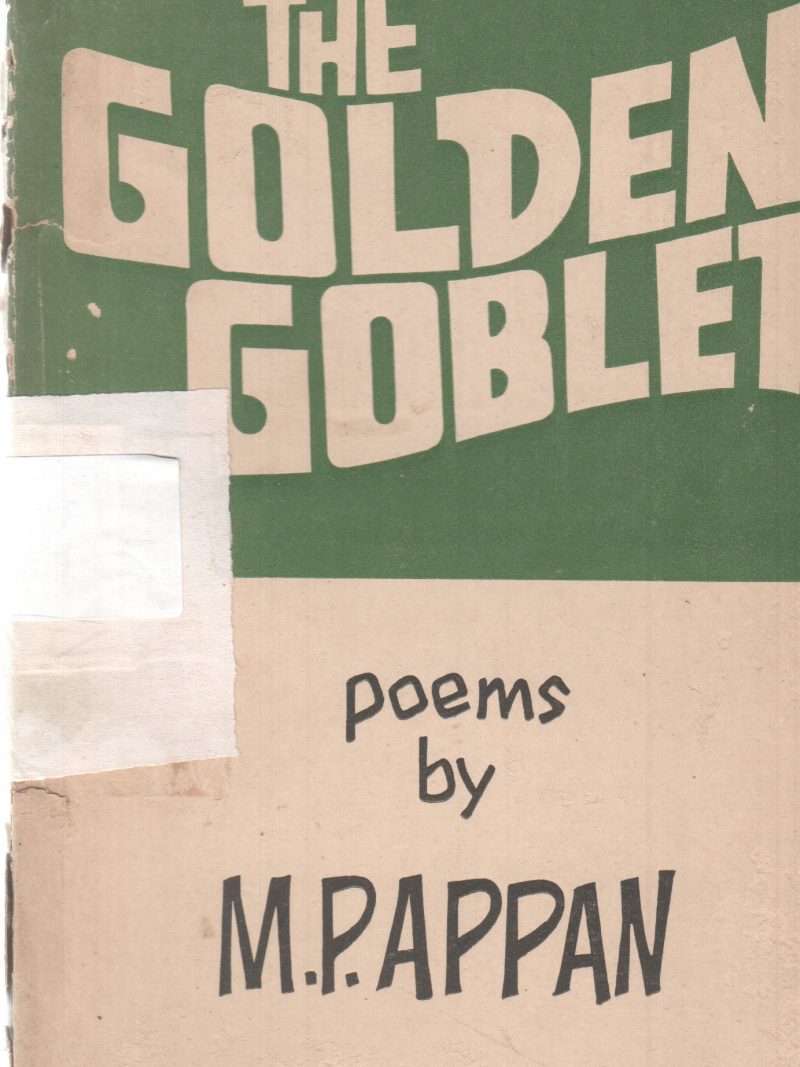 THE
GOLDEN
GOBLET
poems
by
M.P.APPAN